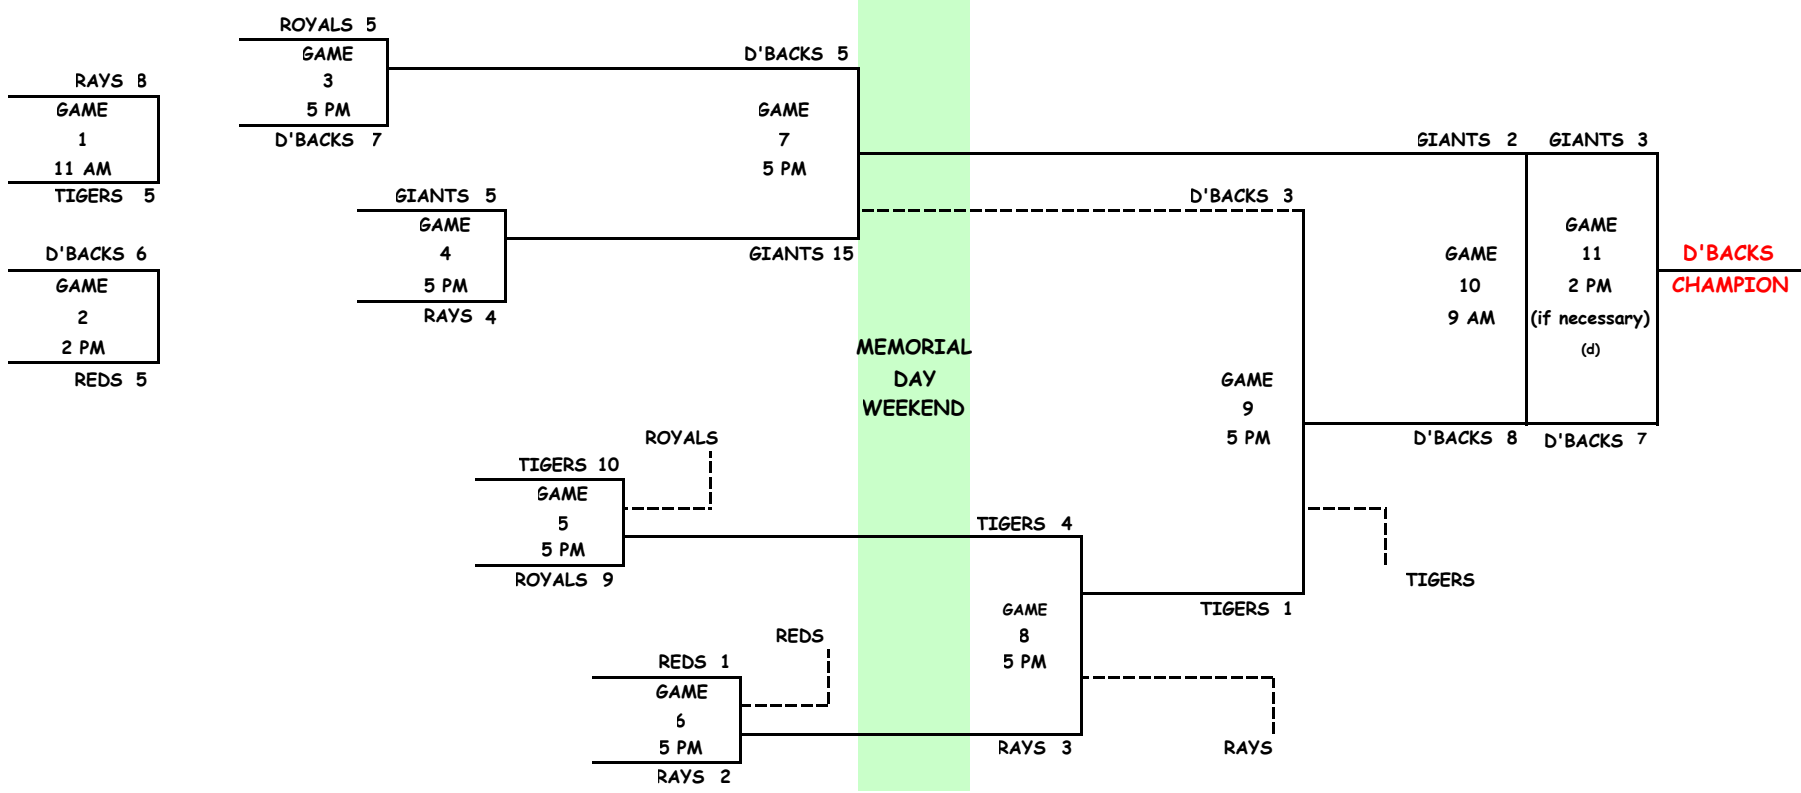 RAYS 8
GAME
1
11 AM
TIGERS 5
D'BACKS 6
GAME
2
2 PM
REDS 5
ROYALS 5
GAME
3
5 PM
D'BACKS 7
GIANTS 5
GAME
4
5 PM
RAYS 4
TIGERS 10
GAME
5
5 PM
ROYALS 9
ROYALS
REDS 1
GAME
6
5 PM
RAYS 2
REDS
D'BACKS 5
GAME
7
5 PM
GIANTS 15
MEMORIAL
DAY
WEEKEND
TIGERS 4
GAME
8
5 PM
RAYS 3
RAYS
D'BACKS 3
GAME
9
5 PM
TIGERS 1
TIGERS
GIANTS 2
GAME
10
9 AM
D'BACKS 8
GIANTS 3
GAME
11
2 PM
(if necessary)
(d)
D'BACKS 7
D'BACKS
CHAMPION